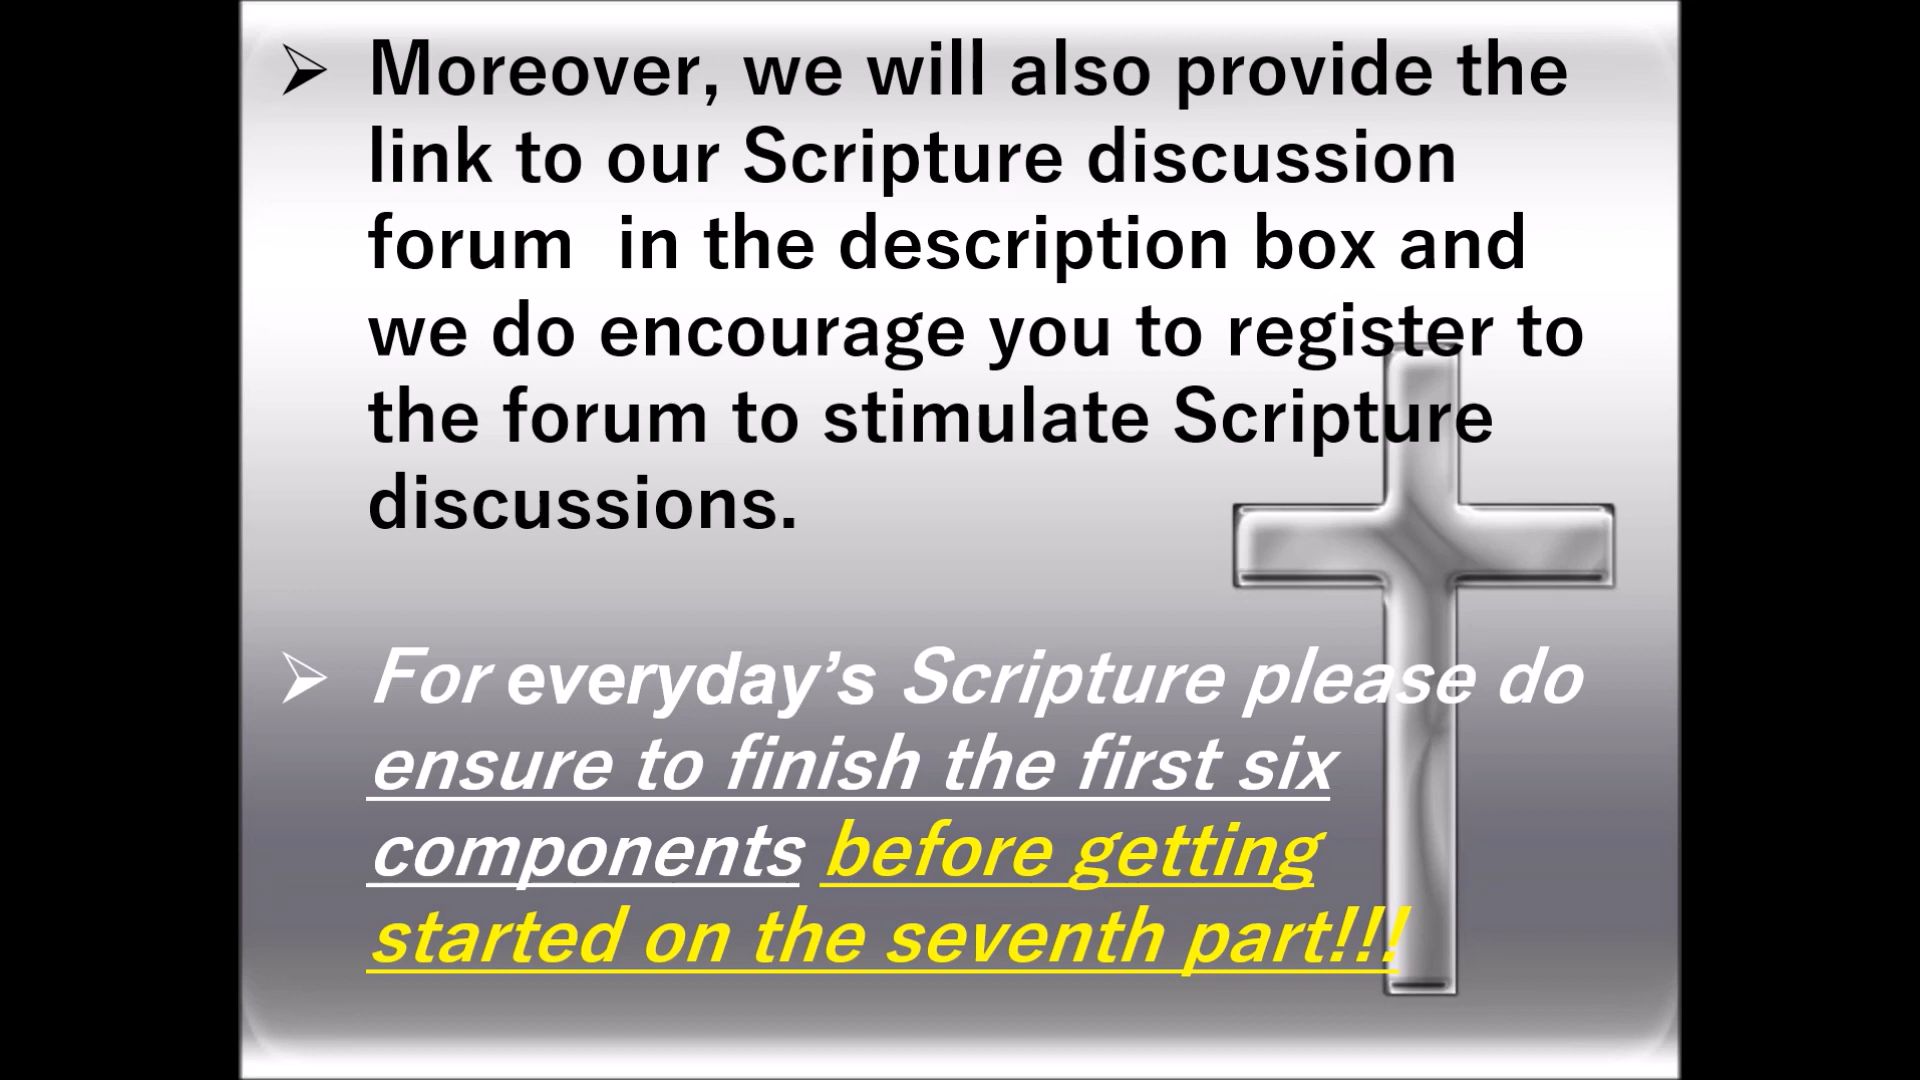 Moreover, we will also provide the
link to our Scripture discussion
forum  in the description box and
we do encourage you to register to
the forum to stimulate Scripture
discussions.
For everyday’s Scripture please do
ensure to finish the first six
components before getting
started on the seventh part!!!